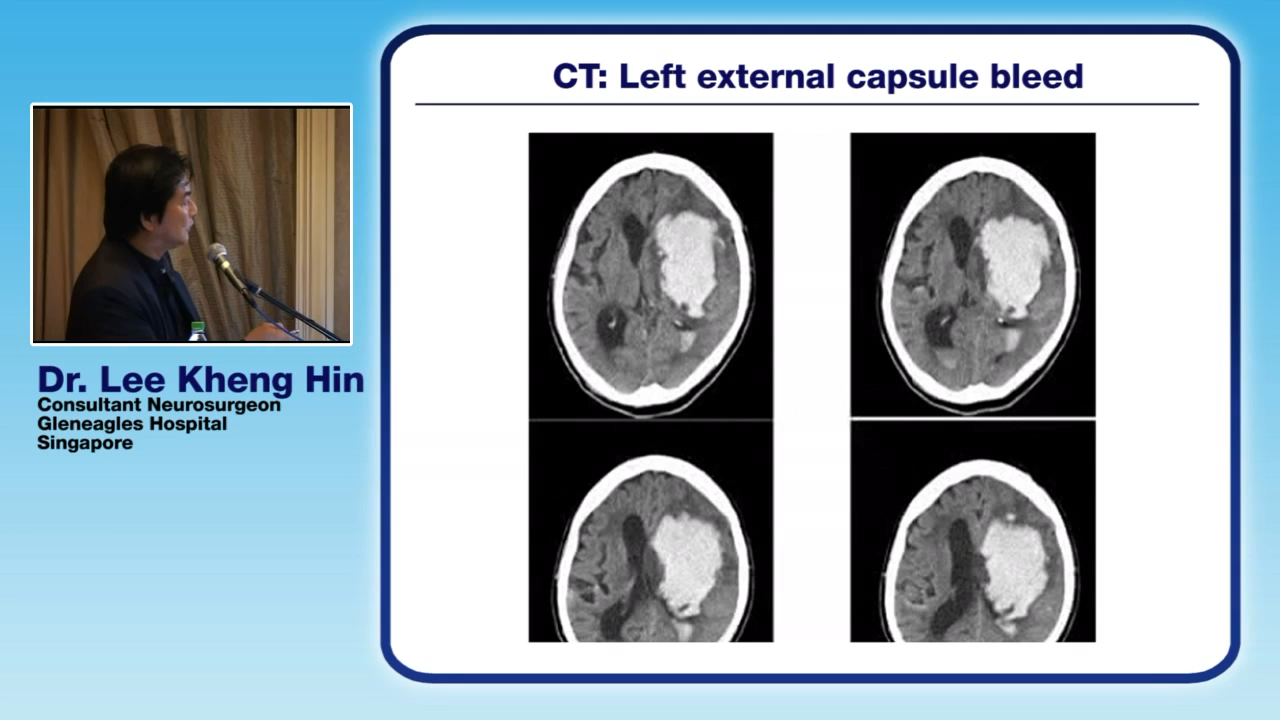 CT: Left external capsule bleed
Dr. Lee Kheng Hin
Consultant Neurosurgeon
Gleneagles Hospital
Singapore